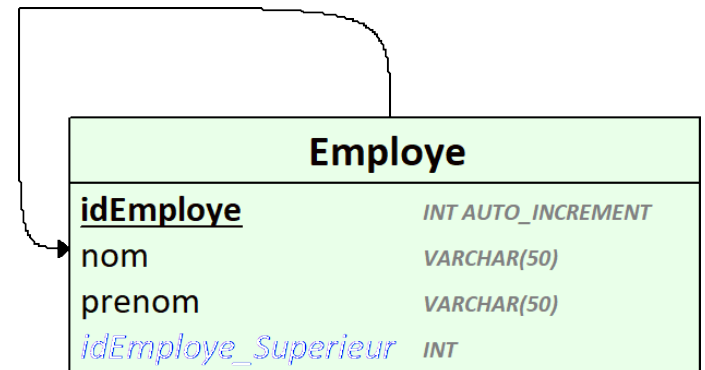 Employe
idEmploye INT AUTO_INCREMENT
nom VARCHAR(50)
prenom VARCHAR(50)
idEmploye_Superieur INT